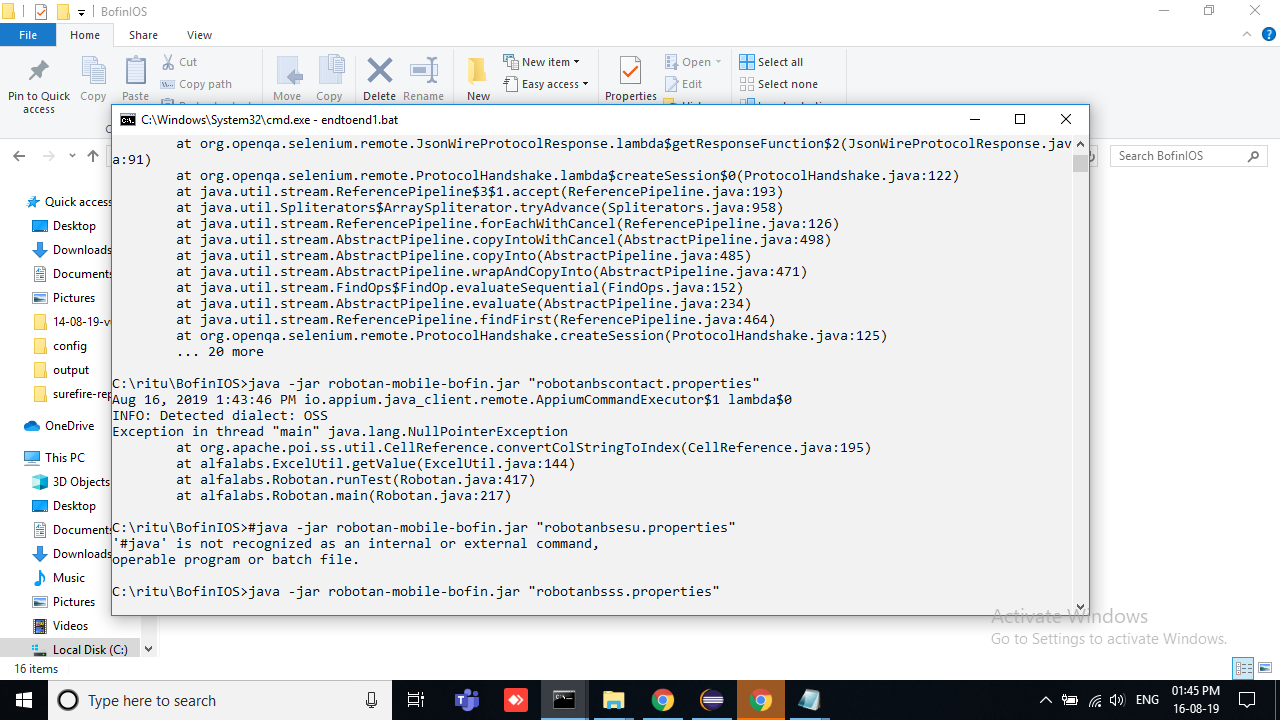 BofinIOS
File
Home
Share
View
Pin to Quick access
Copy
Paste
Cut
Copy path
Move
Copy
Delete
Rename
New
New item
Easy access
Properties
Open
Edit
Select all
Select none
C:\Windows\System32\cmd.exe - endtoend1.bat
Search BofinIOS
at org.openqa.selenium.remote.JsonWireProtocolResponse.lambda$getResponseFunction$2(JsonWireProtocolResponse.jav
a:91)
at org.openqa.selenium.remote.ProtocolHandshake.lambda$createSession$0(ProtocolHandshake.java:122)
at java.util.stream.ReferencePipeline$3$1.accept(ReferencePipeline.java:193)
at java.util.Spliterators$ArraySpliterator.tryAdvance(Spliterators.java:958)
at java.util.stream.ReferencePipeline.forEachWithCancel(ReferencePipeline.java:126)
at java.util.stream.AbstractPipeline.copyIntoWithCancel(AbstractPipeline.java:498)
at java.util.stream.AbstractPipeline.copyInto(AbstractPipeline.java:485)
at java.util.stream.AbstractPipeline.wrapAndCopyInto(AbstractPipeline.java:471)
at java.util.stream.FindOps$FindOp.evaluateSequential(FindOps.java:152)
at java.util.stream.AbstractPipeline.evaluate(AbstractPipeline.java:234)
at java.util.stream.ReferencePipeline.findFirst(ReferencePipeline.java:464)
at org.openqa.selenium.remote.ProtocolHandshake.createSession(ProtocolHandshake.java:125)
... 20 more
C:\ritu\BofinIOS>java -jar robotan-mobile-bofin.jar "robotanbscontact.properties"
Aug 16, 2019 1:43:46 PM io.appium.java_client.remote.AppiumCommandExecutor$1 lambda$0
INFO: Detected dialect: OSS
Exception in thread "main" java.lang.NullPointerException
at org.apache.poi.ss.util.CellReference.convertColStringToIndex(CellReference.java:195)
at alfalabs.ExcelUtil.getValue(ExcelUtil.java:144)
at alfalabs.Robotan.runTest(Robotan.java:417)
at alfalabs.Robotan.main(Robotan.java:217)
C:\ritu\BofinIOS>#java -jar robotan-mobile-bofin.jar "robotanbsesu.properties"
'#java' is not recognized as an internal or external command,
operable program or batch file.
C:\ritu\BofinIOS>java -jar robotan-mobile-bofin.jar "robotanbsss.properties"
Quick access
Desktop
Downloads
Documents
Pictures
14-08-19-v
config
output
surefire-rep
OneDrive
This PC
3D Objects
Desktop
Documents
Downloads
Music
Pictures
Videos
Local Disk (C:)
16 items
Activate Windows
Go to Settings to activate Windows.
Type here to search
ENG
01:45 PM
16-08-19